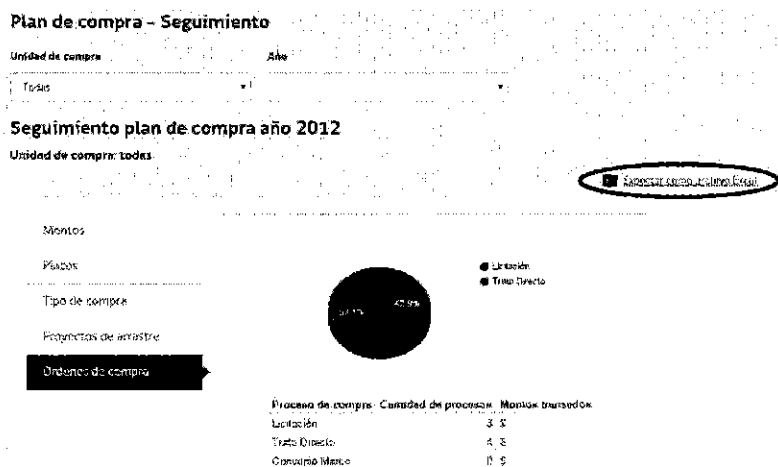 Plan de compra – Seguimiento
Unidad de compra Año
Todas
Seguimiento plan de compra año 2012
Unidad de compra: todas
Exportar como archivo Excel
Montos
Plazos
Tipo de compra
Proyectos de arrastre
Ordenes de compra
Licitación
Trato Directo
Proceso de compra Cantidad de procesos Montos transados
Licitación 3 $
Trato Directo 4 $
Convenio Marco 0 $